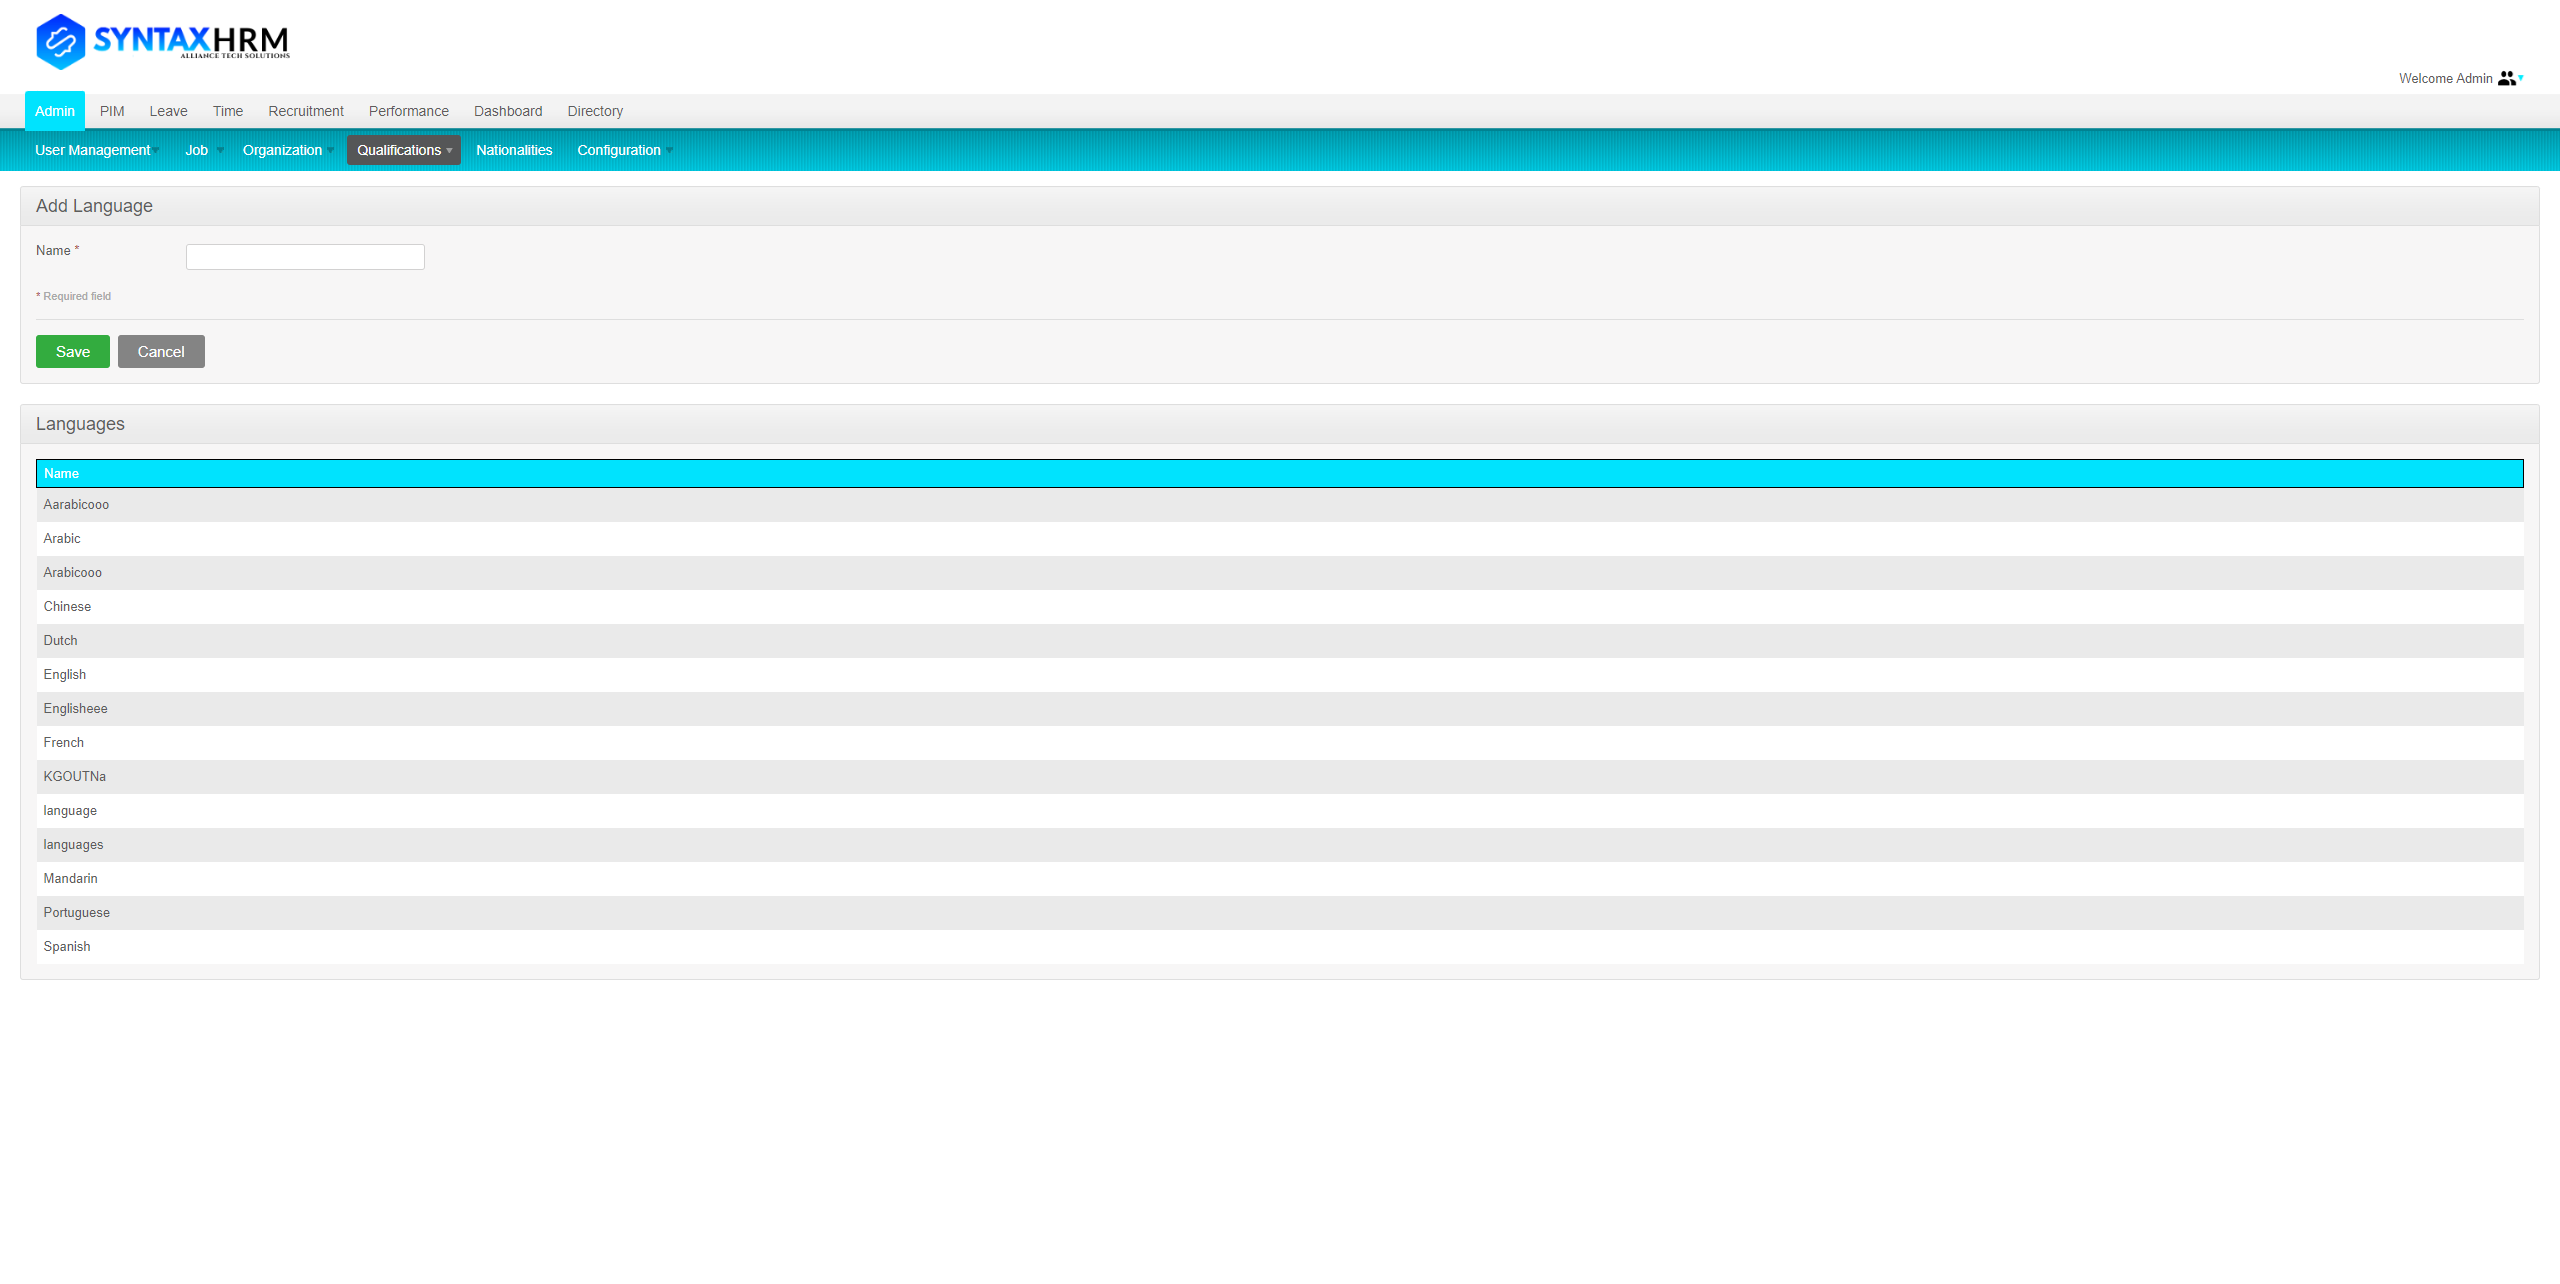 SYNTAXHRM
ALLIANCE TECH SOLUTIONS
Welcome Admin
Admin PIM Leave Time Recruitment Performance Dashboard Directory
User Management Job Organization Qualifications Nationalities Configuration
Add Language
Name *
* Required field
Save Cancel
Languages
Name
Aarabicooo
Arabic
Arabicooo
Chinese
Dutch
English
Englisheee
French
KGOUTNa
language
languages
Mandarin
Portuguese
Spanish